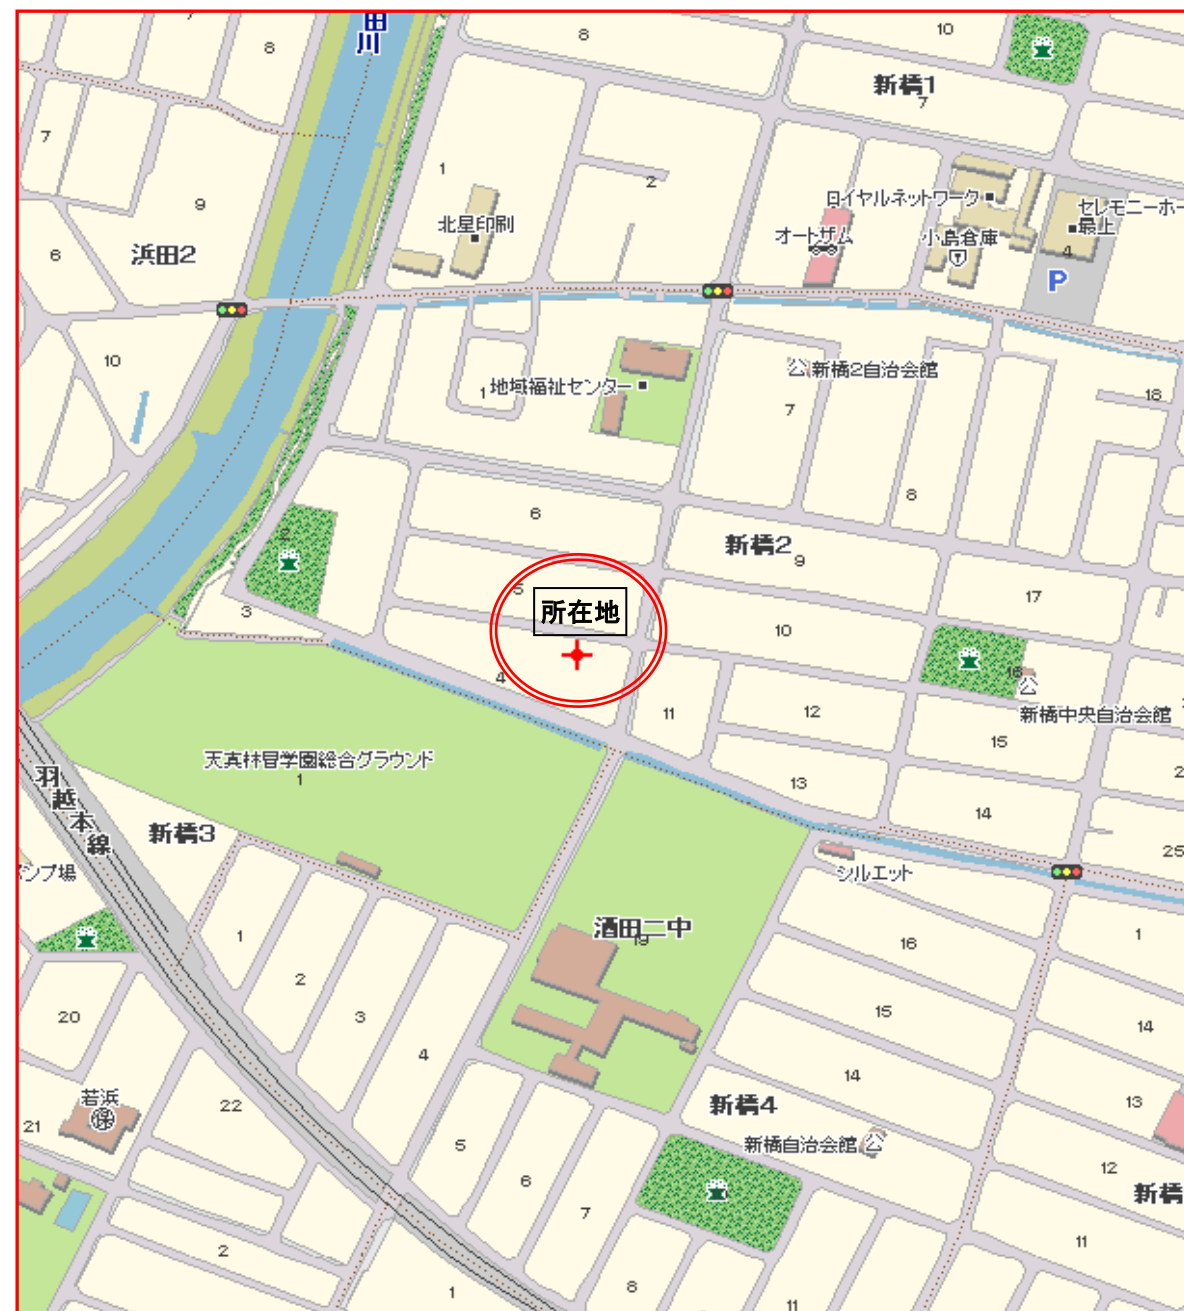 田
川
8
10
新橋1
7
8
7
1
2
9
6
浜田2
北星印刷
ロイヤルネットワーク
オートザム
小島倉庫
セレモニーホー
最上
4
P
10
地域福祉センター
1
公 新橋2自治会館
7
18
8
6
新橋2
9
2
5
所在地
17
3
10
4
16
公
11
12
新橋中央自治会館
15
2
天真林昌学園総合グラウンド
1
13
14
羽越本線
新橋3
ンプ場
シルエット
25
酒田二中
19
1
16
1
2
20
3
15
14
4
若浜
保
22
21
14
新橋4
13
5
新橋自治会館 公
12
6
新橋
7
2
11
8
1
11